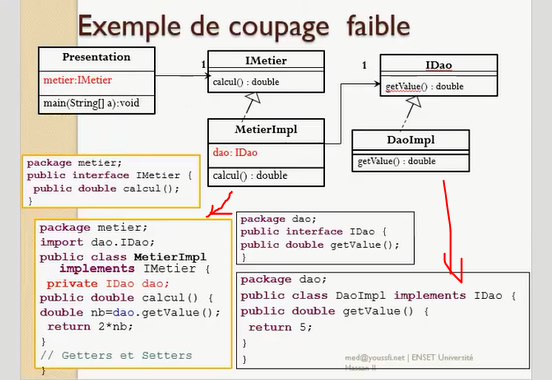 Exemple de coupage faible
Presentation
metier:IMetier
main(String[] a):void
1
IMetier
calcul() : double
1
IDao
getValue() : double
MetierImpl
dao: IDao
calcul() : double
DaoImpl
getValue() : double
package metier;
public interface IMetier {
public double calcul();
}
package dao;
public interface IDao {
public double getValue();
}
package metier;
import dao.IDao;
public class MetierImpl
implements IMetier {
private IDao dao;
public double calcul() {
double nb=dao.getValue();
return 2*nb;
}
// Getters et Setters
}
package dao;
public class DaoImpl implements IDao {
public double getValue() {
return 5;
}
}
med@youssfi.net | ENSET Université
Hassan II